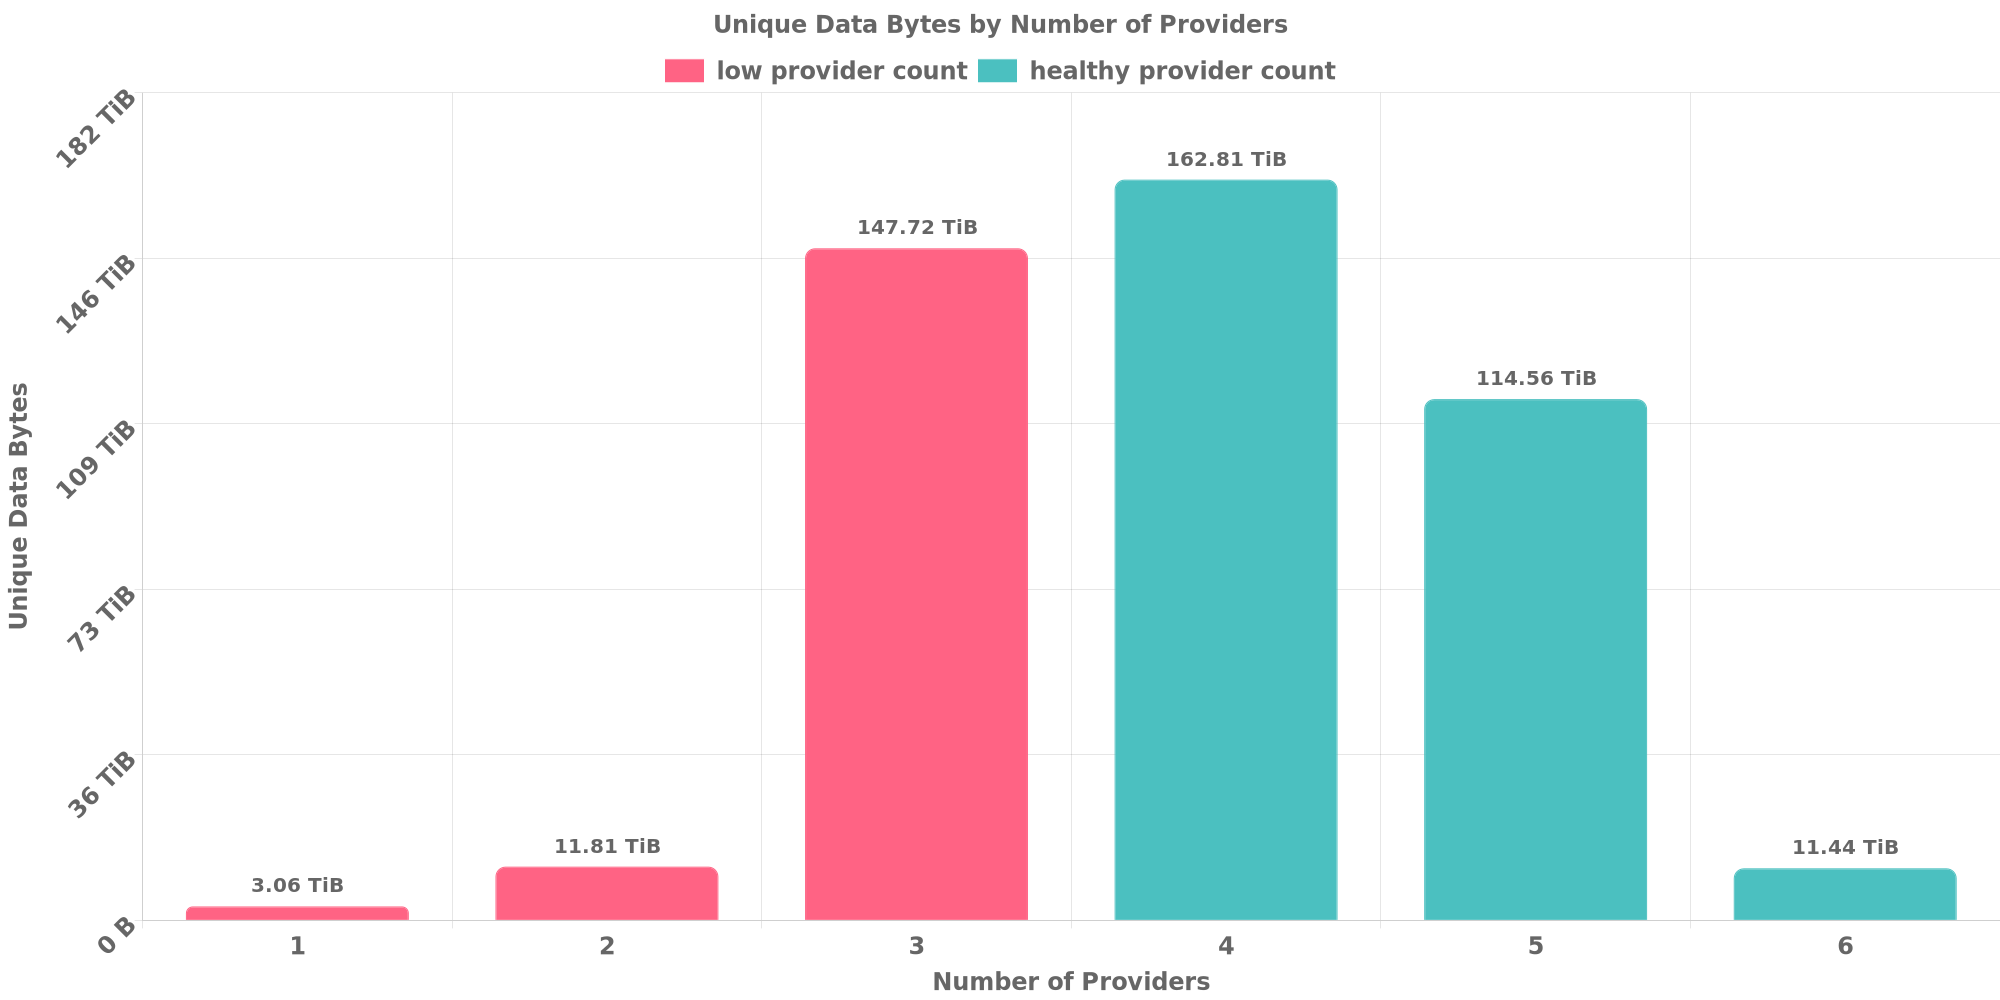 Unique Data Bytes by Number of Providers
low provider count healthy provider count
182 TiB
146 TiB
109 TiB
73 TiB
36 TiB
0 B
Unique Data Bytes
3.06 TiB
11.81 TiB
147.72 TiB
162.81 TiB
114.56 TiB
11.44 TiB
1 2 3 4 5 6
Number of Providers